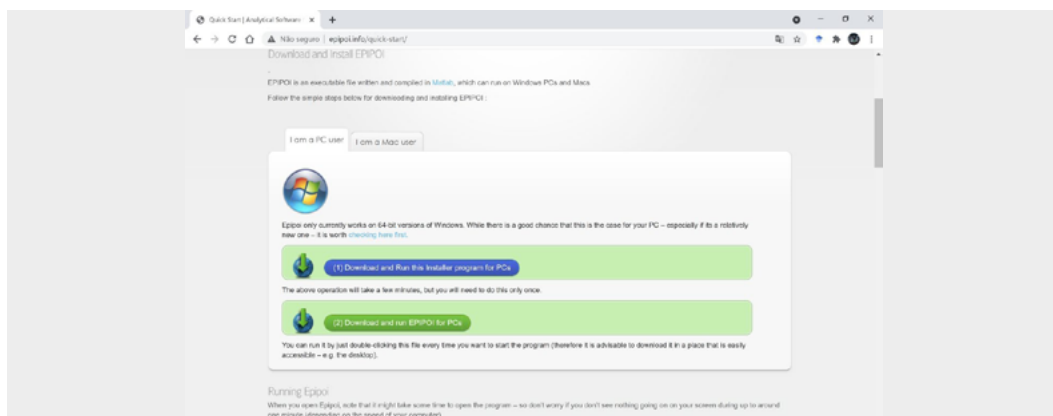 Quick Start | Analytical Software
Não seguro | epipoi.info/quick-start/
Download and Install EPIPOI
EPIPOI is an executable file written and compiled in Matlab, which can run on Windows PCs and Macs
Follow the simple steps below for downloading and installing EPIPOI :
I am a PC user I am a Mac user
Epipoi only currently works on 64-bit versions of Windows. While there is a good chance that this is the case for your PC – especially if its a relatively
new one – it is worth checking here first.
(1) Download and Run this Installer program for PCs
The above operation will take a few minutes, but you will need to do this only once.
(2) Download and run EPIPOI for PCs
You can run it by just double-clicking this file every time you want to start the program (therefore it is advisable to download it in a place that is easily
accessible – e.g. the desktop).
Running Epipoi
When you open Epipoi, note that it might take some time to open the program – so don't worry if you don't see nothing going on on your screen during up to around
one minute (depending on the speed of your computer)